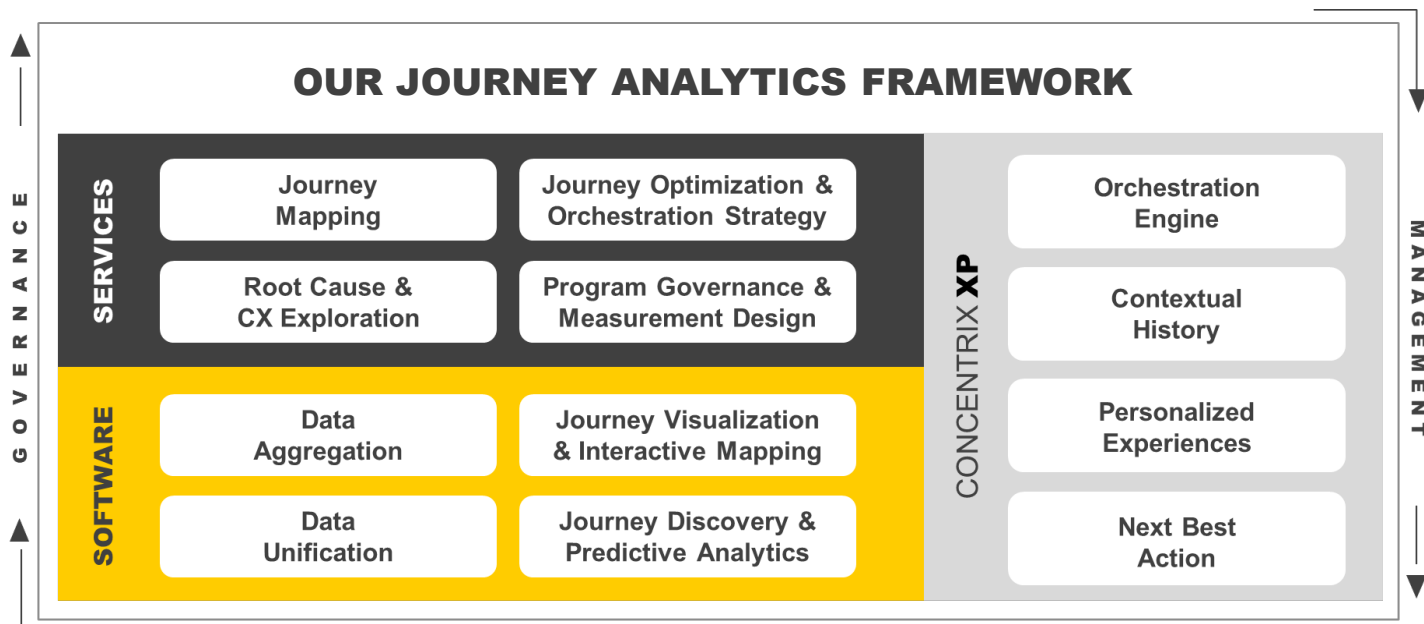 OUR JOURNEY ANALYTICS FRAMEWORK
GOVERNANCE
SERVICES
Journey
Mapping
Journey Optimization &
Orchestration Strategy
Root Cause &
CX Exploration
Program Governance &
Measurement Design
SOFTWARE
Data
Aggregation
Journey Visualization
& Interactive Mapping
Data
Unification
Journey Discovery &
Predictive Analytics
CONCENTRIX XP
Orchestration
Engine
Contextual
History
Personalized
Experiences
Next Best
Action
MANAGEMENT